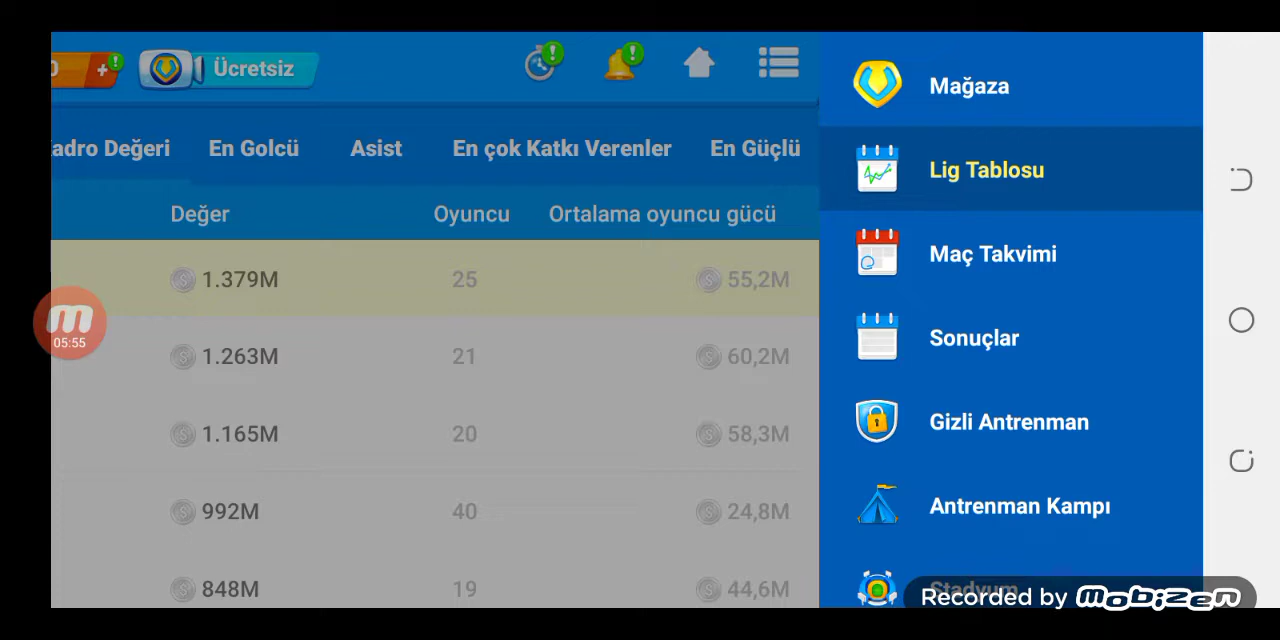 0 + ! Ücretsiz ! !
adro Değeri En Golcü Asist En çok Katkı Verenler En Güçlü
Değer Oyuncu Ortalama oyuncu gücü
1.379M 25 55,2M
1.263M 21 60,2M
1.165M 20 58,3M
992M 40 24,8M
848M 19 44,6M
05:55
Mağaza
Lig Tablosu
Maç Takvimi
Sonuçlar
Gizli Antrenman
Antrenman Kampı
Stadyum
Recorded by mobizen